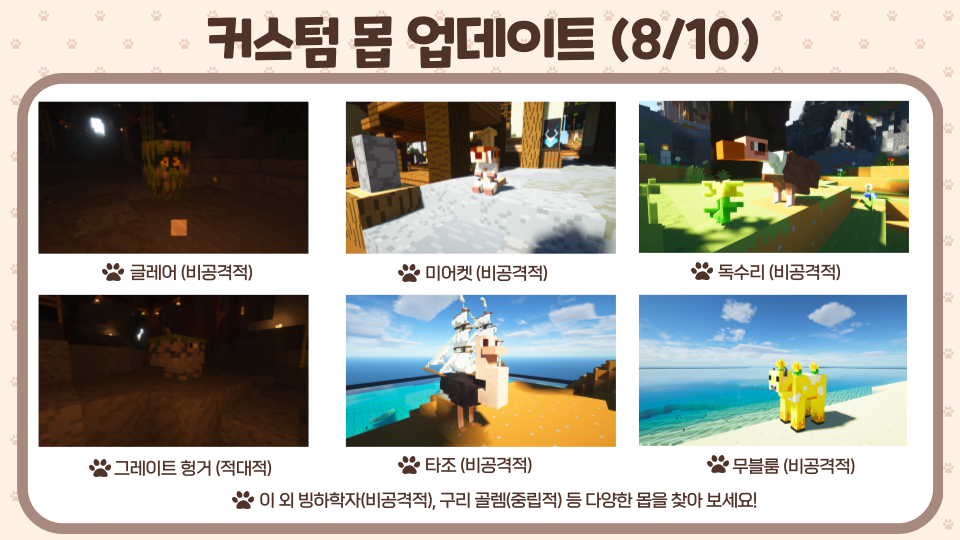 커스텀 몹 업데이트 (8/10)
글레어 (비공격적)
미어켓 (비공격적)
독수리 (비공격적)
그레이트 헝거 (적대적)
타조 (비공격적)
무블룸 (비공격적)
이 외 빙하학자(비공격적), 구리 골렘(중립적) 등 다양한 몹을 찾아 보세요!